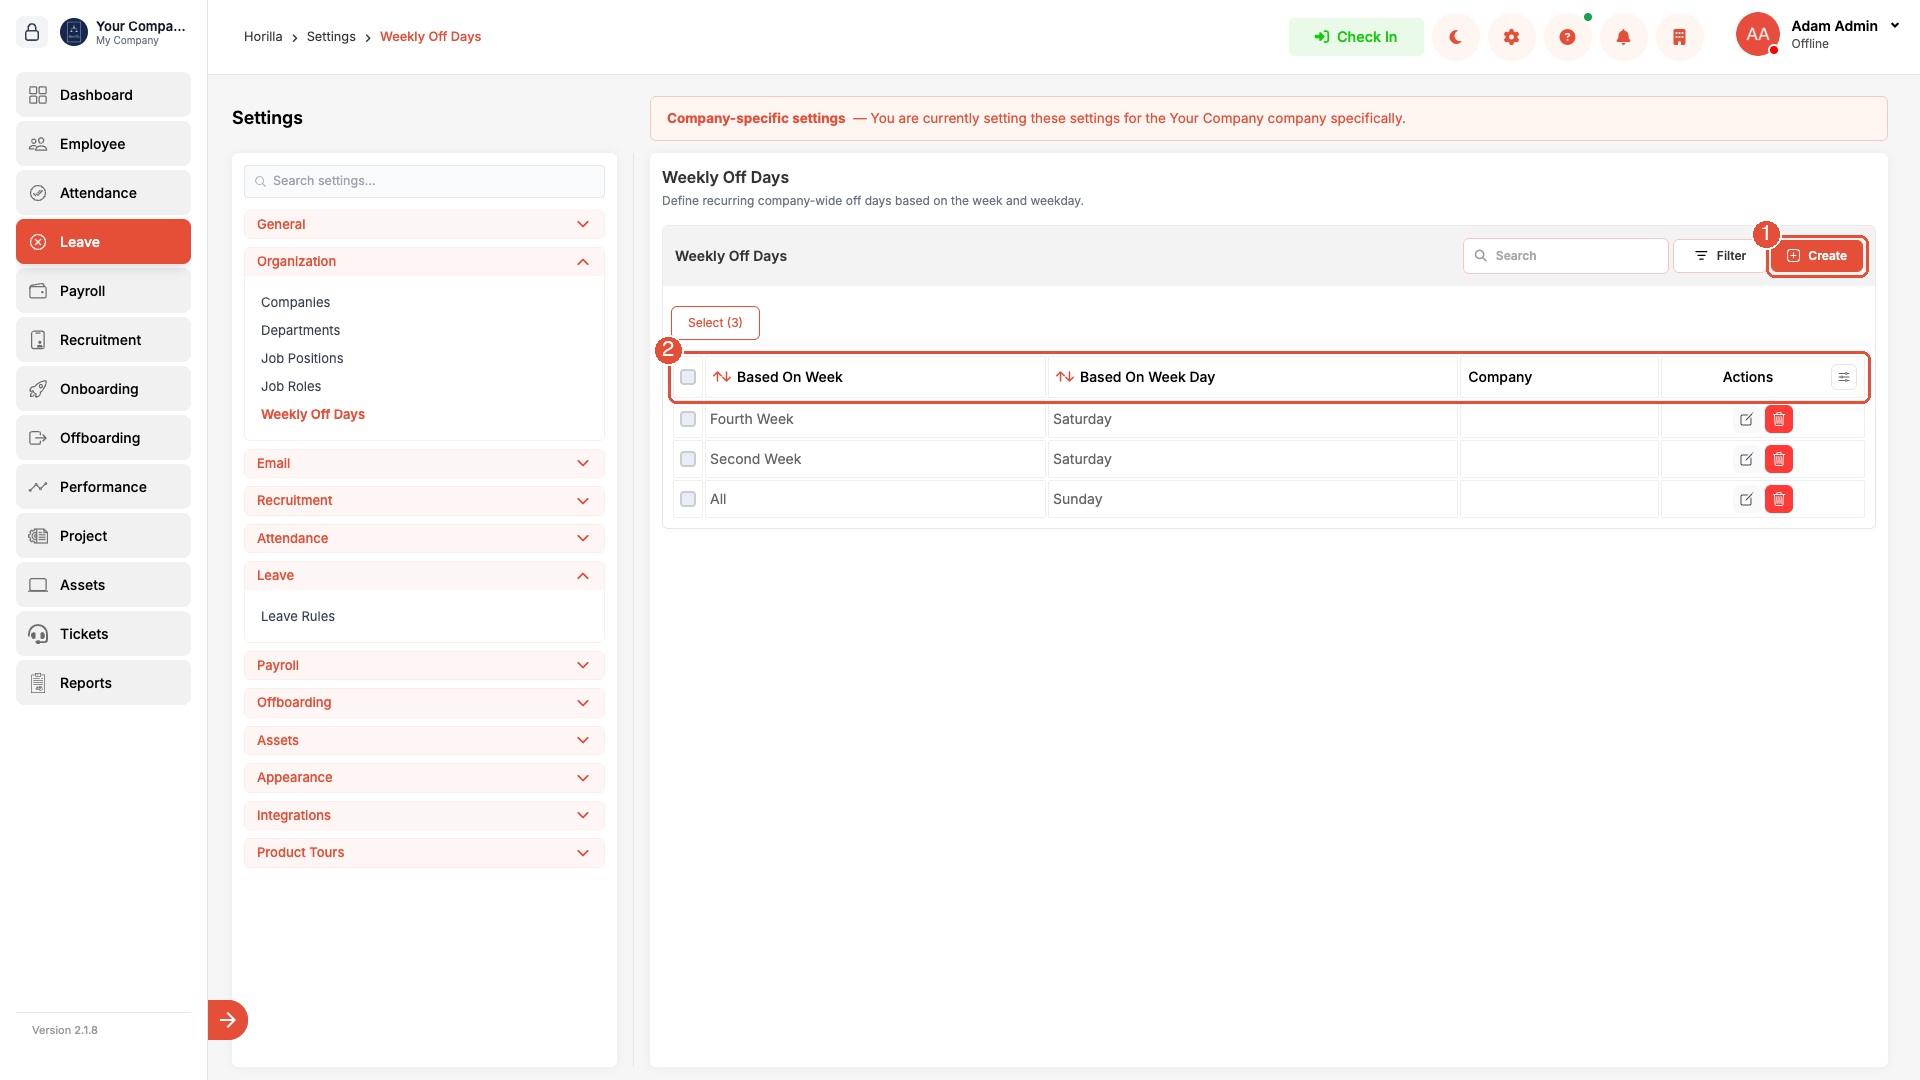 Your Compa...
My Company
Horilla
Settings
Weekly Off Days
Check In
AA
Adam Admin
Offline
Dashboard
Employee
Attendance
Leave
Payroll
Recruitment
Onboarding
Offboarding
Performance
Project
Assets
Tickets
Reports
Version 2.1.8
Settings
Search settings...
General
Organization
Companies
Departments
Job Positions
Job Roles
Weekly Off Days
Email
Recruitment
Attendance
Leave
Leave Rules
Payroll
Offboarding
Assets
Appearance
Integrations
Product Tours
Company-specific settings — You are currently setting these settings for the Your Company company specifically.
Weekly Off Days
Define recurring company-wide off days based on the week and weekday.
Weekly Off Days
Search
Filter
1
Create
Select (3)
2
Based On Week
Based On Week Day
Company
Actions
Fourth Week
Saturday
Second Week
Saturday
All
Sunday